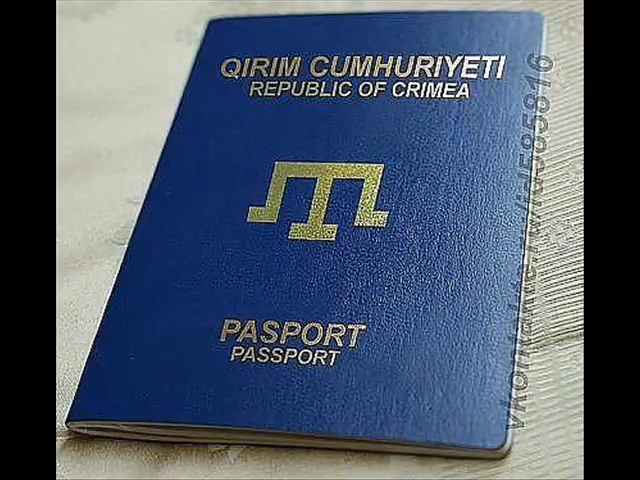 QIRIM CUMHURIYETI
REPUBLIC OF CRIMEA
PASPORT
PASSPORT